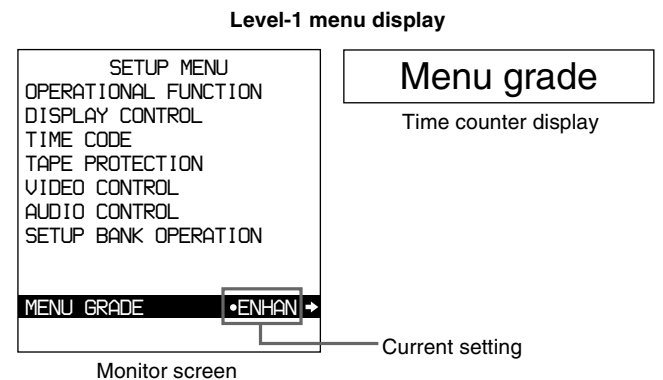 Level-1 menu display
SETUP MENU
OPERATIONAL FUNCTION
DISPLAY CONTROL
TIME CODE
TAPE PROTECTION
VIDEO CONTROL
AUDIO CONTROL
SETUP BANK OPERATION
MENU GRADE •ENHAN →
Monitor screen
Menu grade
Time counter display
Current setting